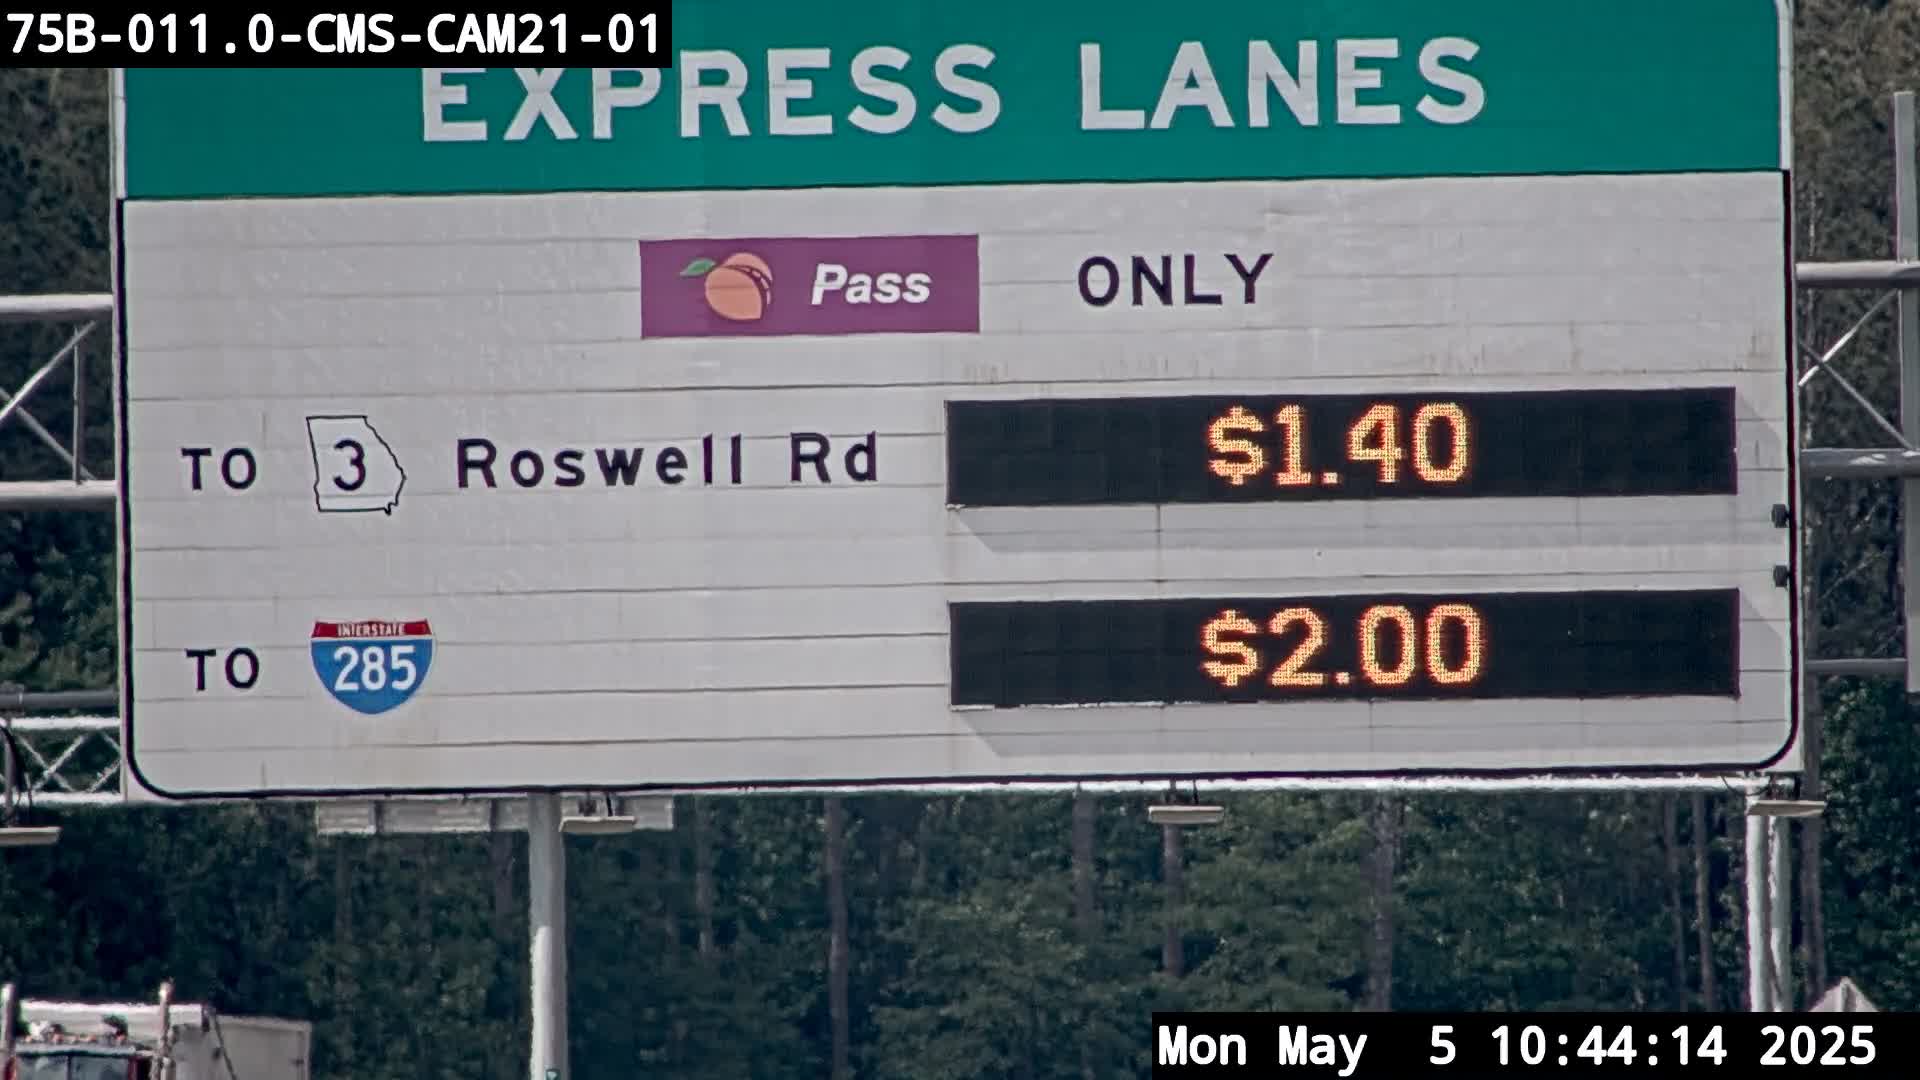 75B-011.0-CMS-CAM21-01
EXPRESS LANES
Pass ONLY
TO 3 Roswell Rd $1.40
TO INTERSTATE 285 $2.00
Mon May 5 10:44:14 2025